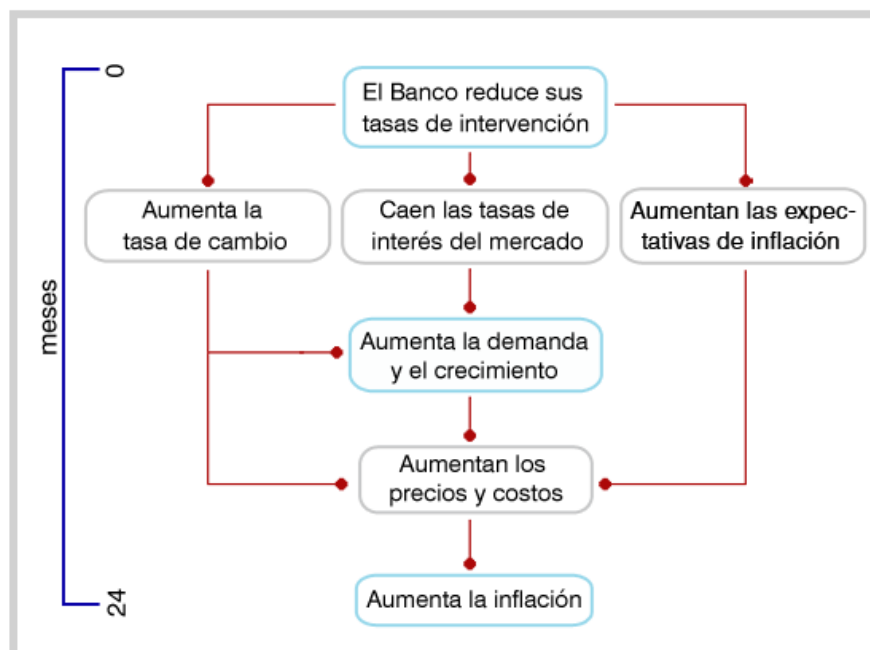 0
El Banco reduce sus
tasas de intervención
Aumenta la
tasa de cambio
Caen las tasas de
interés del mercado
Aumentan las expec-
tativas de inflación
meses
Aumenta la demanda
y el crecimiento
Aumentan los
precios y costos
Aumenta la inflación
24